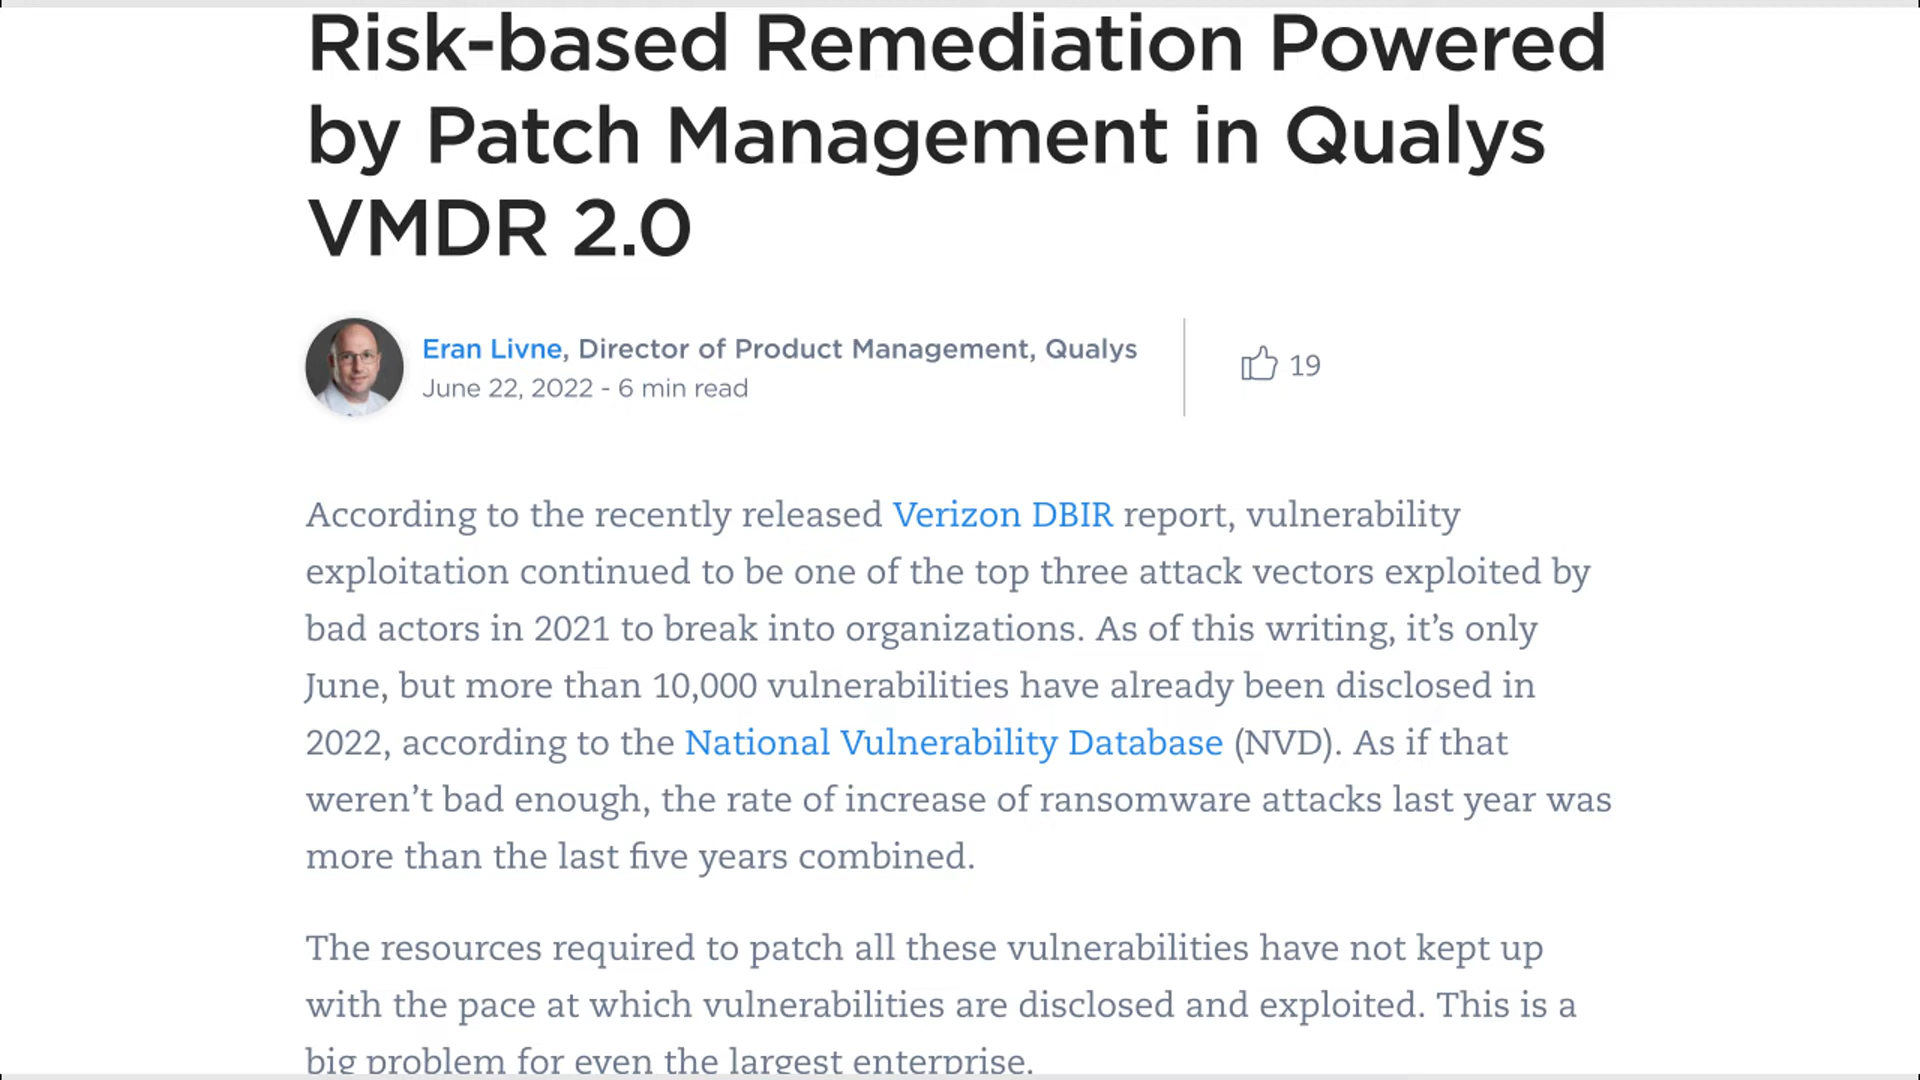 Risk-based Remediation Powered
by Patch Management in Qualys
VMDR 2.0
Eran Livne, Director of Product Management, Qualys
June 22, 2022 - 6 min read
19
According to the recently released Verizon DBIR report, vulnerability
exploitation continued to be one of the top three attack vectors exploited by
bad actors in 2021 to break into organizations. As of this writing, it’s only
June, but more than 10,000 vulnerabilities have already been disclosed in
2022, according to the National Vulnerability Database (NVD). As if that
weren’t bad enough, the rate of increase of ransomware attacks last year was
more than the last five years combined.
The resources required to patch all these vulnerabilities have not kept up
with the pace at which vulnerabilities are disclosed and exploited. This is a
big problem for even the largest enterprise.